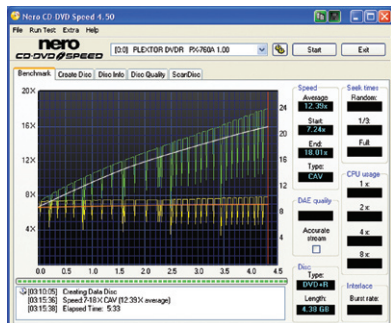 Nero CD-DVD Speed 4.50
File Run Test Extra Help
nero
CD·DVD SPEED
[0:0] PLEXTOR DVDR PX-760A 1.00
Start Exit
Benchmark Create Disc Disc Info Disc Quality ScanDisc
20X
16X
12X
8X
4X
24
20
16
12
8
4
0.0 0.5 1.0 1.5 2.0 2.5 3.0 3.5 4.0 4.5
Speed
Average
12.39x
Start:
7.24x
End:
18.01x
Type:
CAV
DAE quality
Accurate
stream
Disc
Type:
DVD+R
Length:
4.38 GB
Seek times
Random:
1/3:
Full:
CPU usage
1 x:
2 x:
4 x:
8 x:
Interface
Burst rate:
[03:10:05] Creating Data Disc
[03:15:36] Speed:7-18 X CAV (12.39 X average)
[03:15:38] Elapsed Time: 5:33